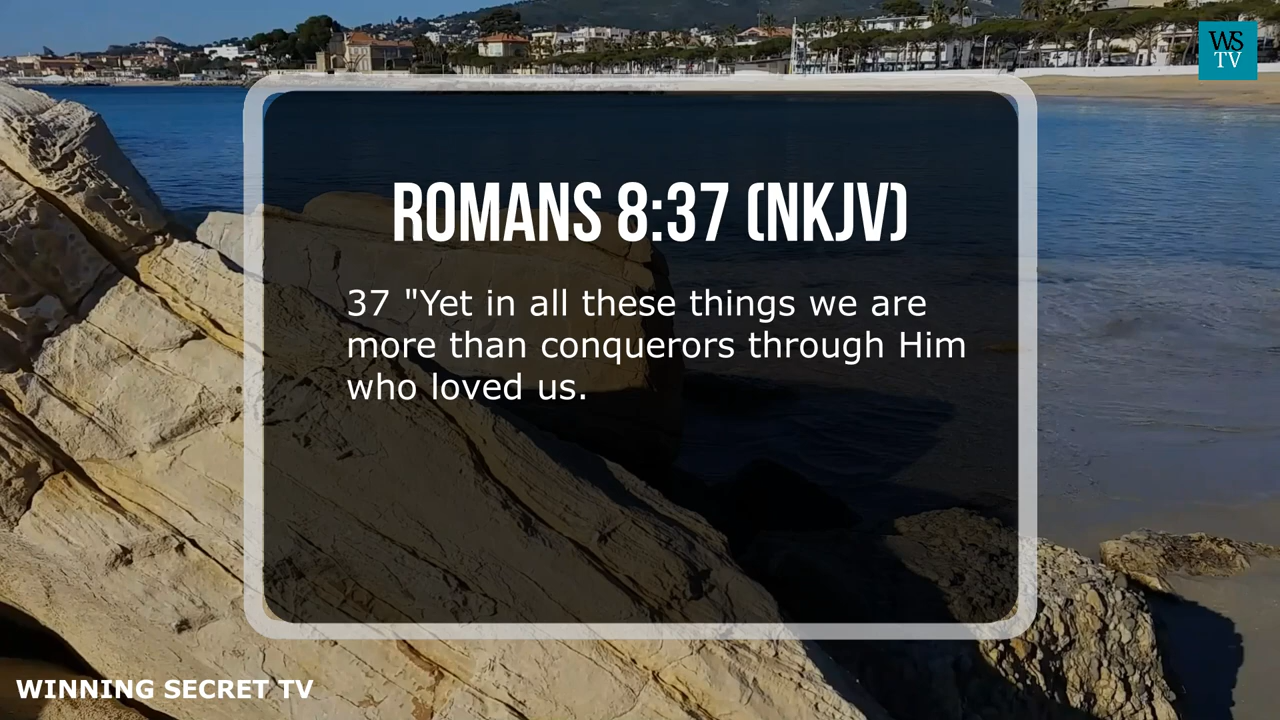 WS
TV
ROMANS 8:37 (NKJV)
37 "Yet in all these things we are
more than conquerors through Him
who loved us.
WINNING SECRET TV